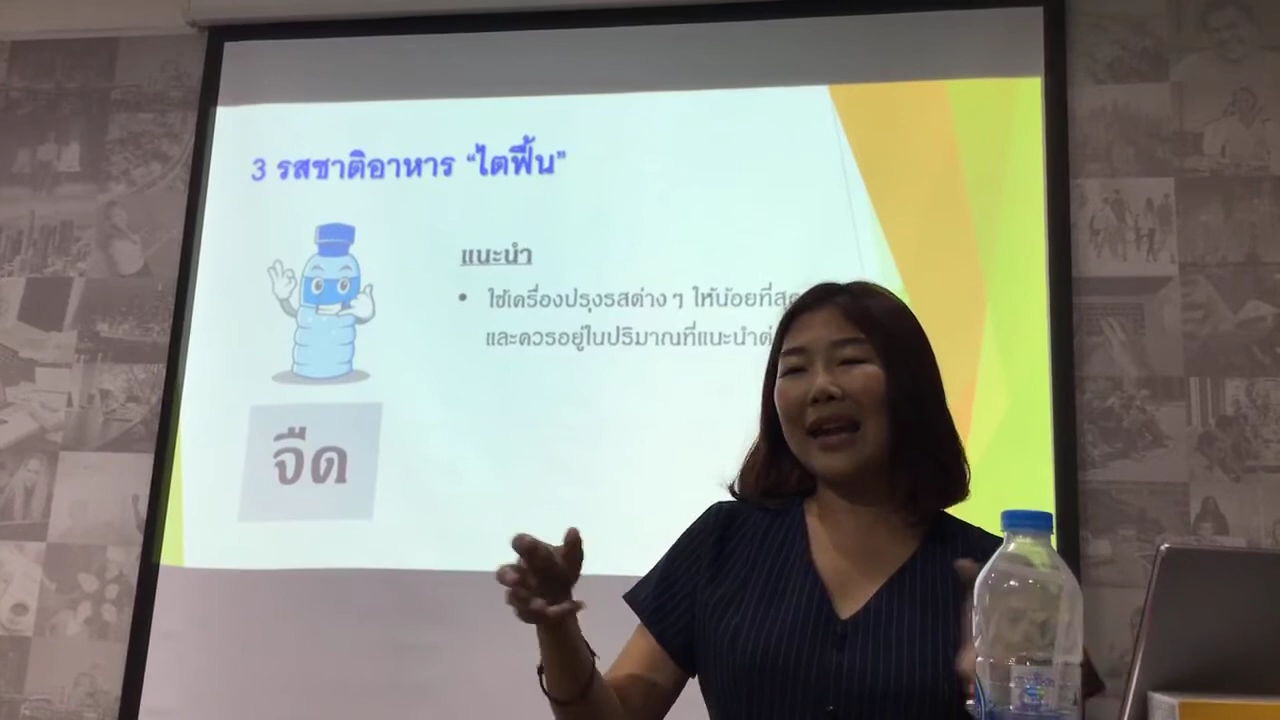 3 รสชาติอาหาร “ไตฟื้น”
แนะนำ
• ใช้เครื่องปรุงรสต่าง ๆ ให้น้อยที่สุด
และควรอยู่ในปริมาณที่แนะนำต่
จืด